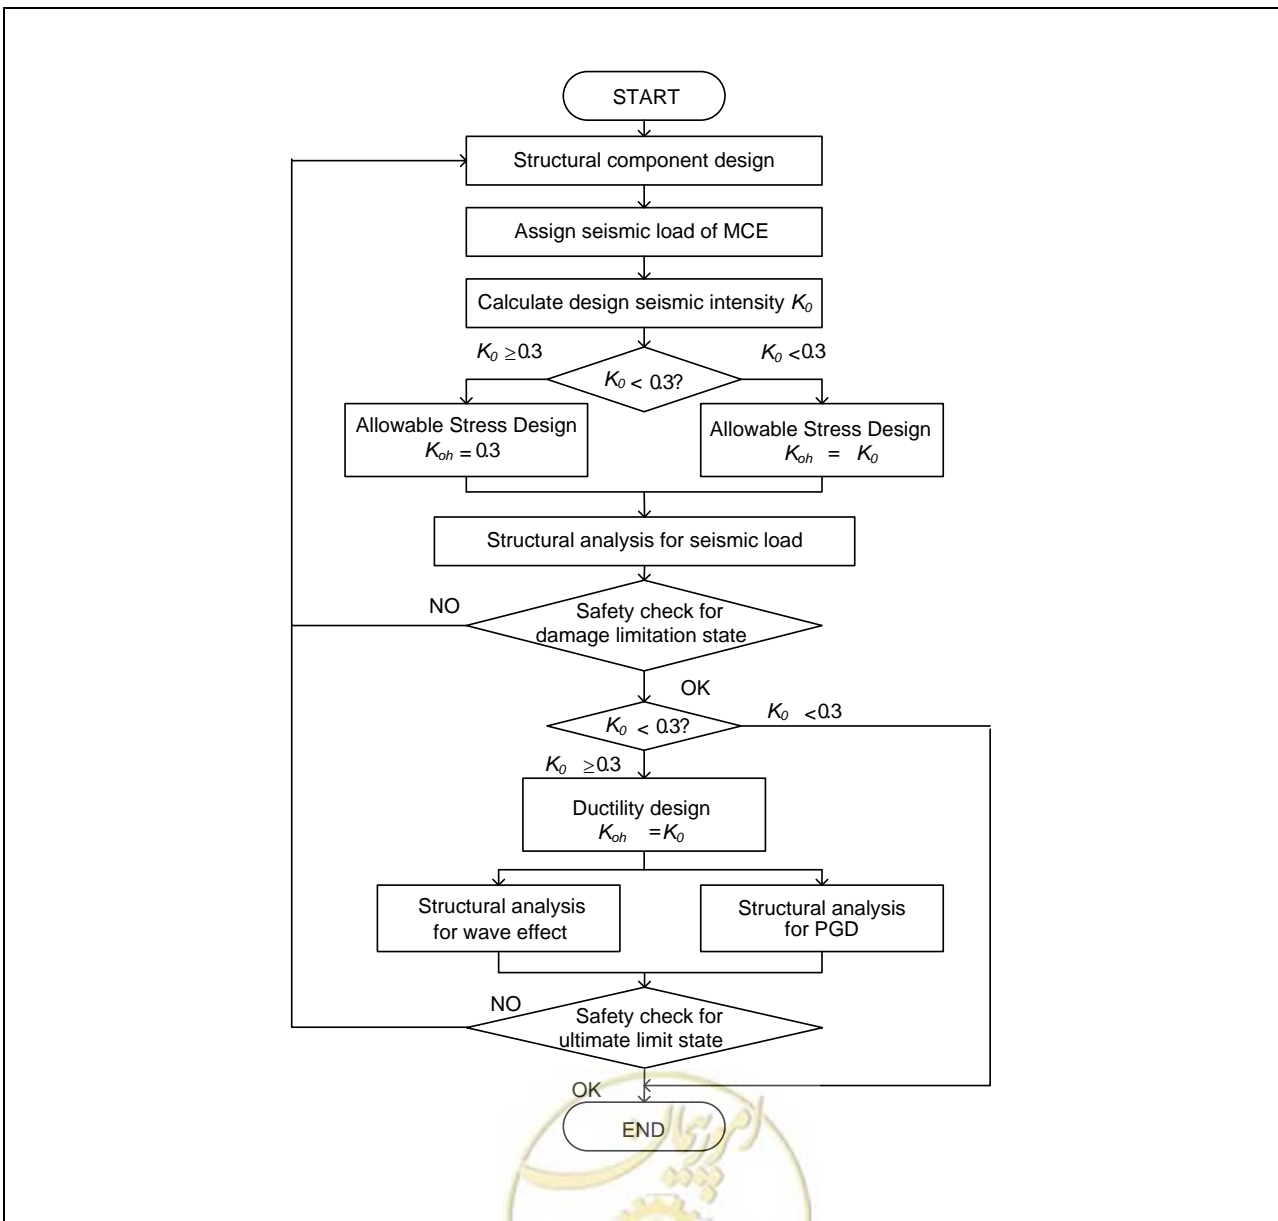 START
Structural component design
Assign seismic load of MCE
Calculate design seismic intensity K0
K0 ≥0.3
K0 <0.3
K0 < 0.3?
Allowable Stress Design
Koh = 0.3
Allowable Stress Design
Koh = K0
Structural analysis for seismic load
NO
Safety check for
damage limitation state
OK
K0 < 0.3?
K0 <0.3
K0 ≥0.3
Ductility design
Koh =K0
Structural analysis
for wave effect
Structural analysis
for PGD
NO
Safety check for
ultimate limit state
OK
END